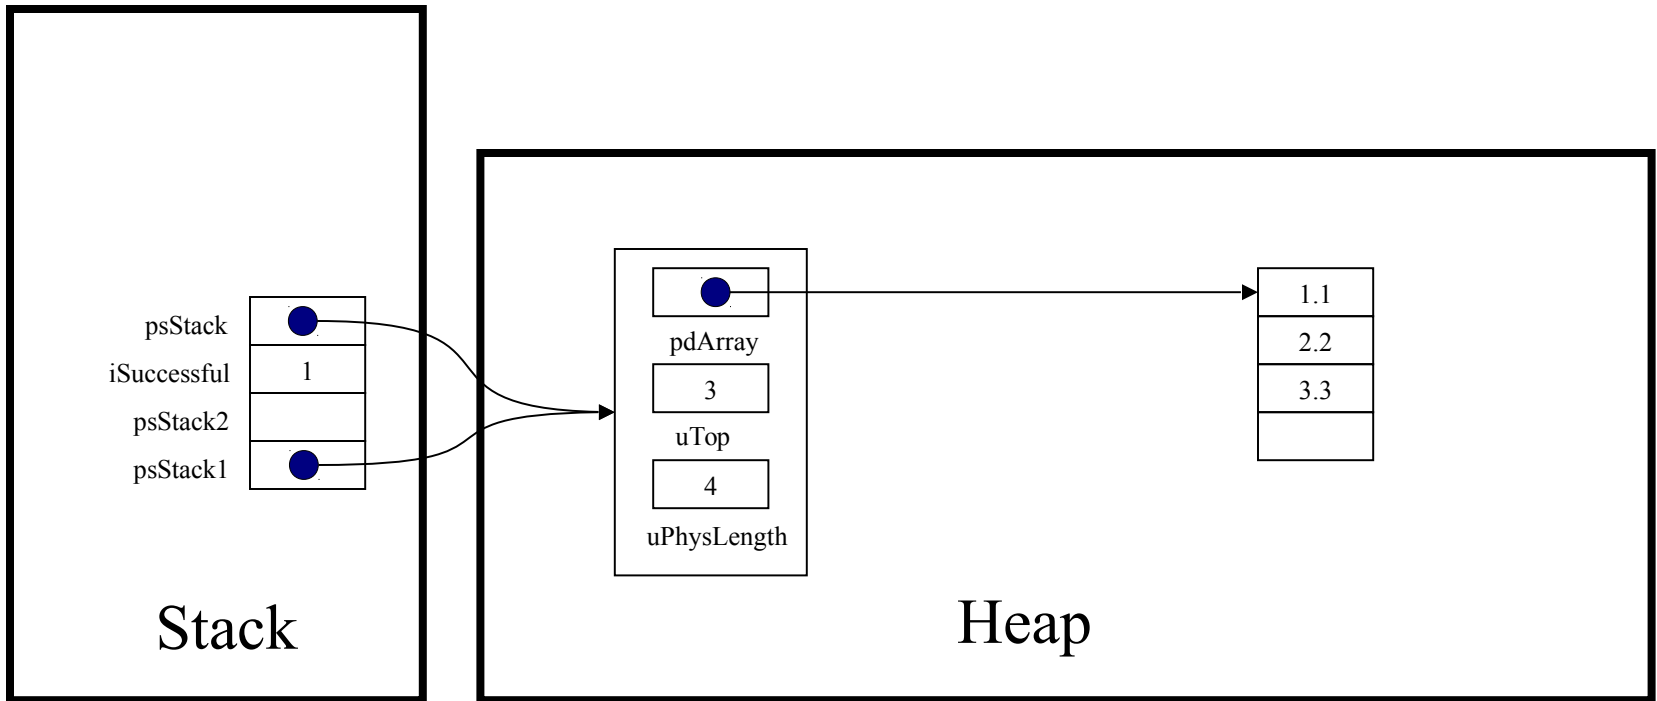 psStack
iSuccessful 1
psStack2
psStack1
Stack
pdArray
3
uTop
4
uPhysLength
1.1
2.2
3.3
Heap